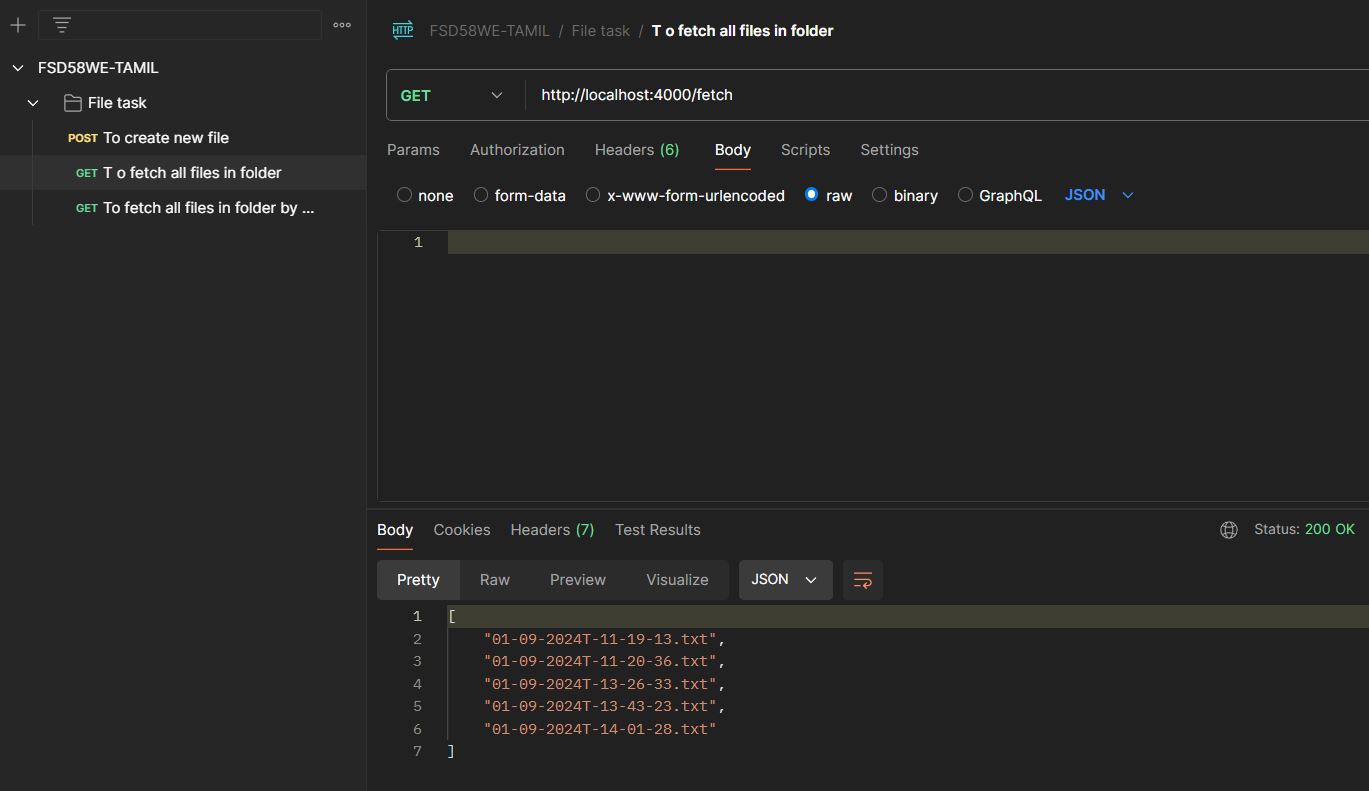 FSD58WE-TAMIL
File task
POST To create new file
GET T o fetch all files in folder
GET To fetch all files in folder by ...
HTTP FSD58WE-TAMIL / File task / T o fetch all files in folder
GET http://localhost:4000/fetch
Params Authorization Headers (6) Body Scripts Settings
none form-data x-www-form-urlencoded raw binary GraphQL JSON
1
Body Cookies Headers (7) Test Results Status: 200 OK
Pretty Raw Preview Visualize JSON
1 [
2 "01-09-2024T-11-19-13.txt",
3 "01-09-2024T-11-20-36.txt",
4 "01-09-2024T-13-26-33.txt",
5 "01-09-2024T-13-43-23.txt",
6 "01-09-2024T-14-01-28.txt"
7 ]